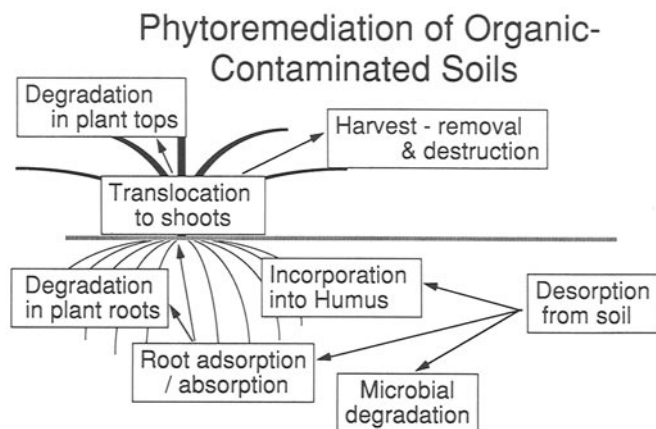 Phytoremediation of Organic-
Contaminated Soils
Degradation
in plant tops
Harvest - removal
& destruction
Translocation
to shoots
Degradation
in plant roots
Incorporation
into Humus
Desorption
from soil
Root adsorption
/ absorption
Microbial
degradation